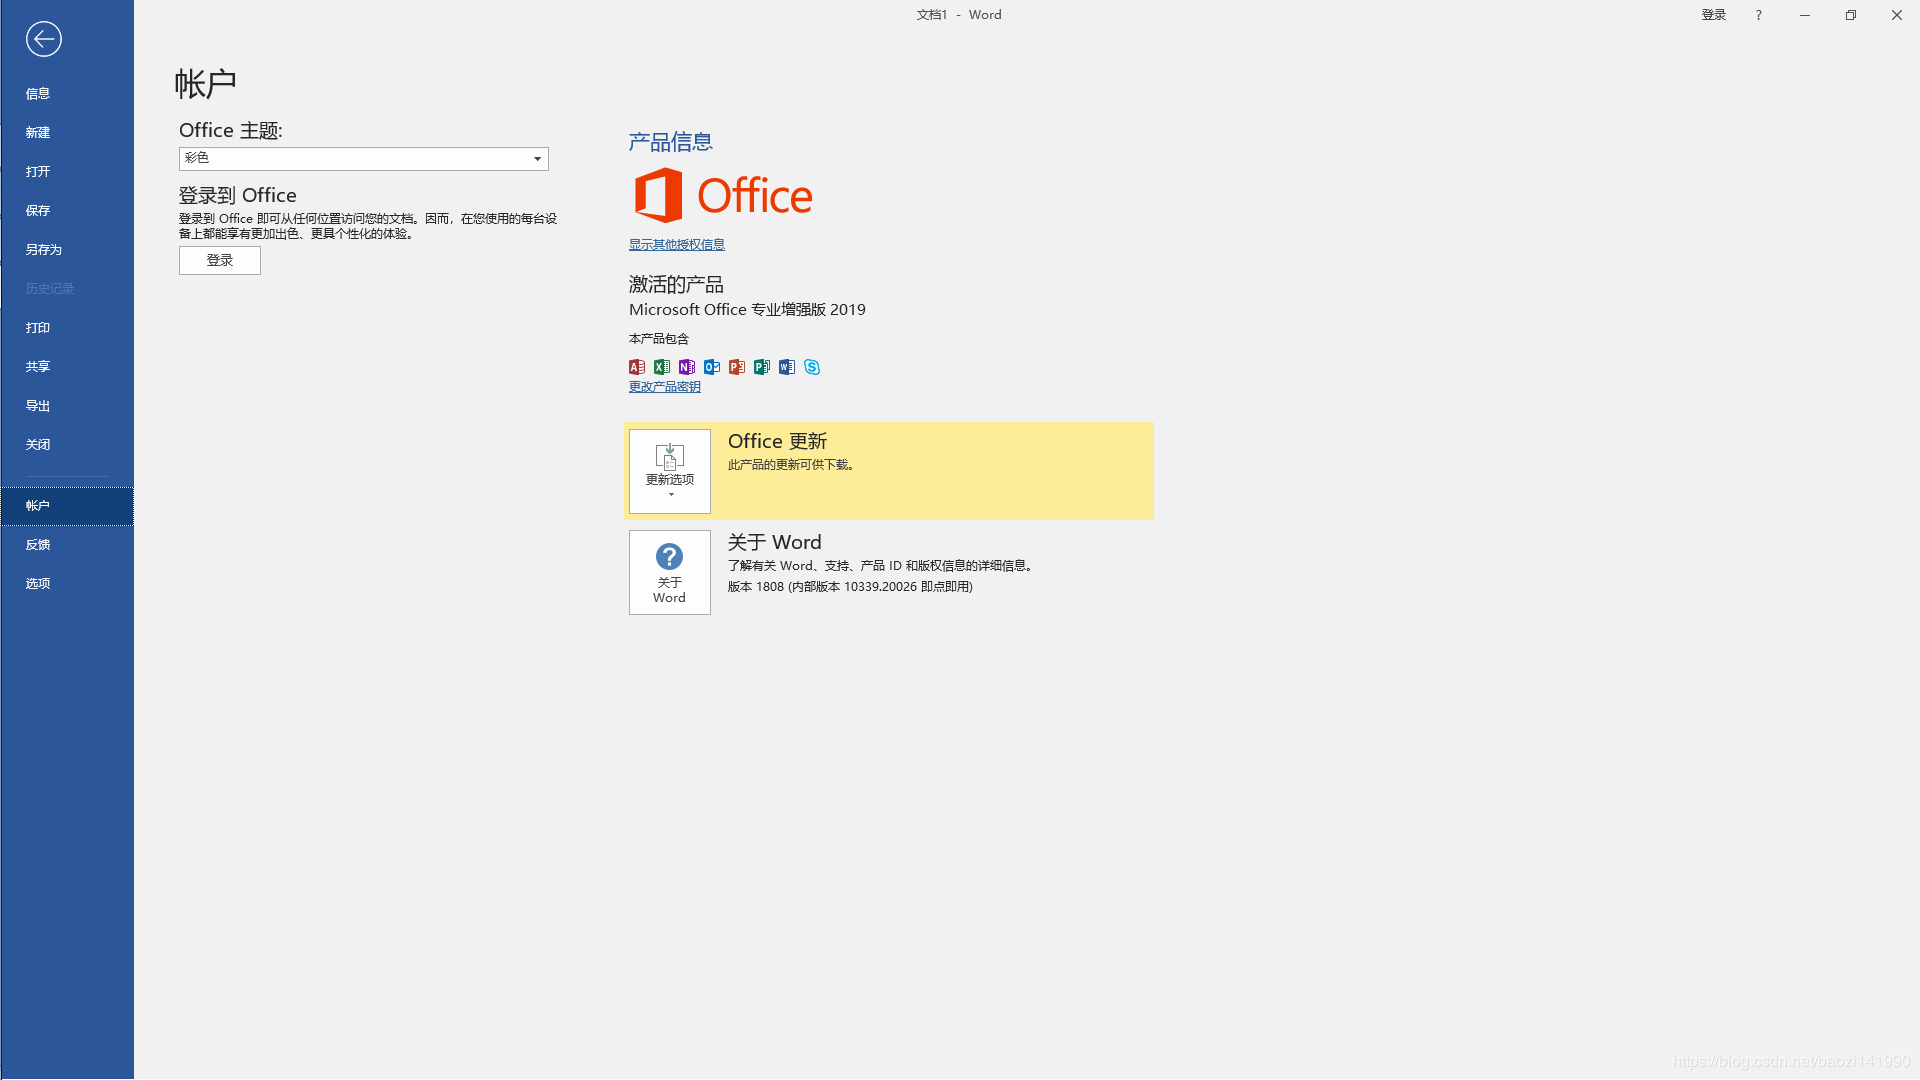 文档1 - Word
登录
?
信息
新建
打开
保存
另存为
历史记录
打印
共享
导出
关闭
帐户
反馈
选项
帐户
Office 主题:
彩色
登录到 Office
登录到 Office 即可从任何位置访问您的文档。因而，在您使用的每台设
备上都能享有更加出色、更具个性化的体验。
登录
产品信息
Office
显示其他授权信息
激活的产品
Microsoft Office 专业增强版 2019
本产品包含
A X N O P P W S
更改产品密钥
更新选项
Office 更新
此产品的更新可供下载。
?
关于
Word
关于 Word
了解有关 Word、支持、产品 ID 和版权信息的详细信息。
版本 1808 (内部版本 10339.20026 即点即用)
https://blog.csdn.net/baozi141990